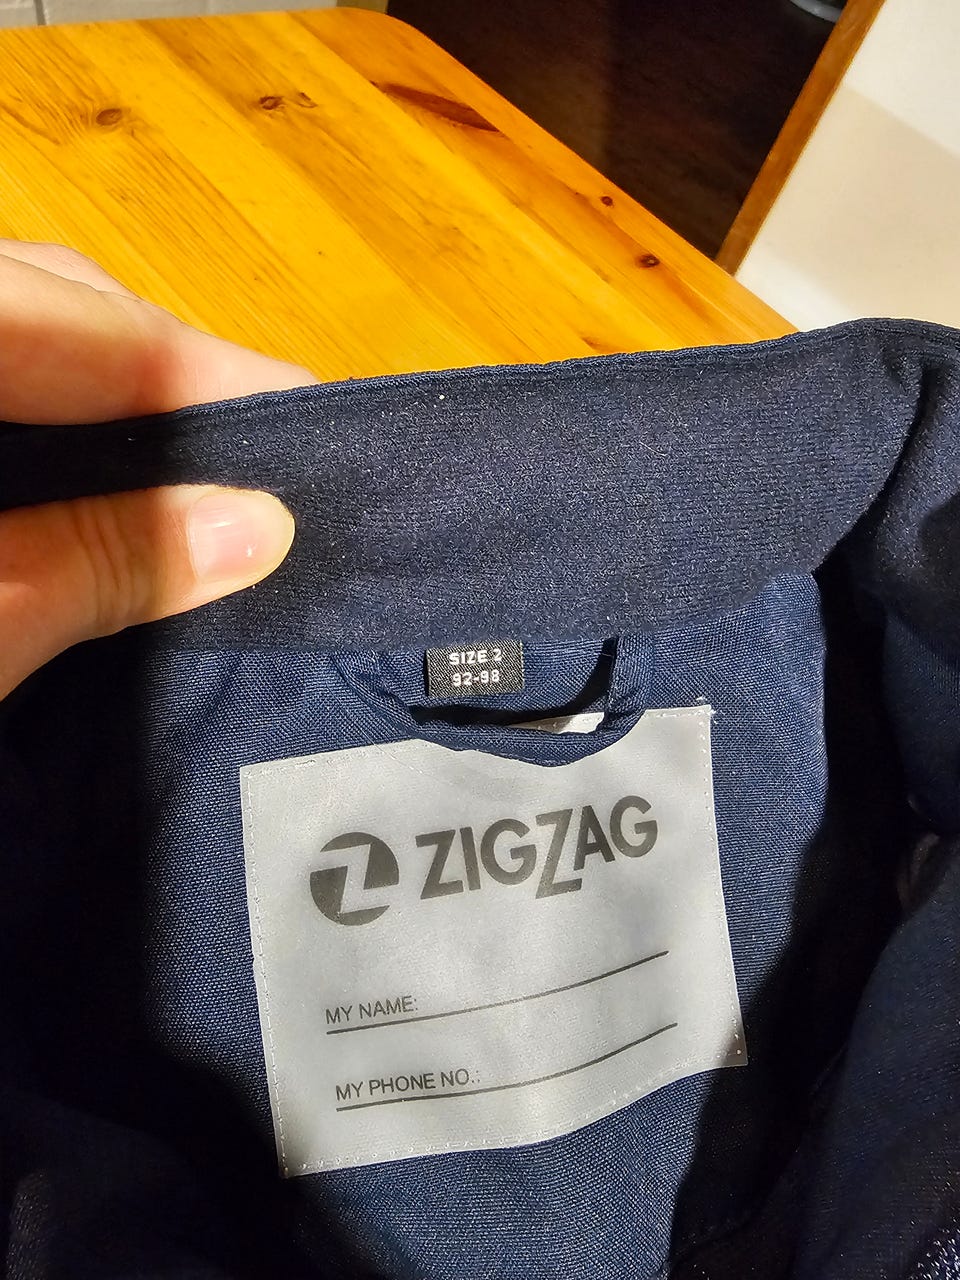 SIZE 2
92-98
ZIGZAG
MY NAME:
MY PHONE NO.: